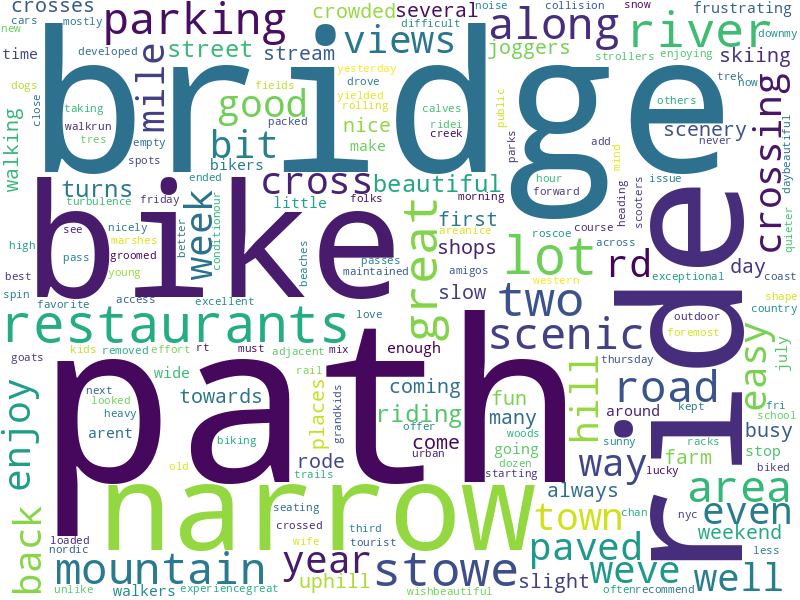 crosses
parking
crowded
several
along
difficult
noise
collision
snow
frustrating
new
cars
mostly
time
developed
street
stream
views
joggers
river
skiing
downmy
bridge
mile
good
yesterday
drove
yielded
rolling
fields
strollers
enjoying
trek
now
dogs
close
taking
walkrun
tres
empty
spots
packed
nice
make
calves
ridei
creek
public
parks
others
scenery
add
mind
never
walking
bit
bikers
cross
ended
friday
folks
beautiful
morning
hour
forward
heading
scooters
issue
crossing
daybeautiful
quieter
turns
turbulence
week
conditionour
little
great
first
areanice
course
roscoe
across
see
nicely
marshes
groomed
young
pass
high
best
spin
favorite
access
better
excellent
beaches
passes
maintained
amigos
shops
slow
western
lot
rd
day
exceptional
coast
shape
country
bike
ride
two
outdoor
foremost
restaurants
love
scenic
easy
july
goats
kids
removed
effort
rt
must
adjacent
mix
enough
thursday
hill
path
wide
rail
places
grandkids
coming
fun
road
kept
fri
school
next
looked
heavy
towards
arent
biking
riding
offer
many
around
busy
enjoy
urban
come
going
woods
dozen
sunny
racks
biked
stop
old
trails
rode
starting
way
lucky
farm
back
narrow
seating
crossed
third
tourist
wife
always
town
chan
nyc
area
even
weekend
less
loaded
nordic
mountain
year
stowe
paved
weve
well
unlike
walkers
experiencegreat
uphill
wishbeautiful
slight
oftenrecommend